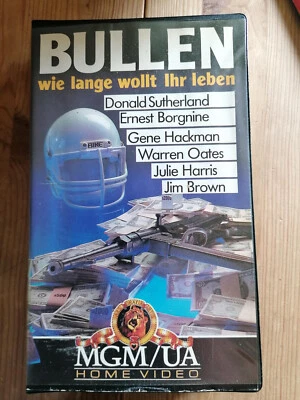 BULLEN
wie lange wollt Ihr leben
Donald Sutherland
Ernest Borgnine
Gene Hackman
Warren Oates
Julie Harris
Jim Brown
MGM/UA
HOME VIDEO